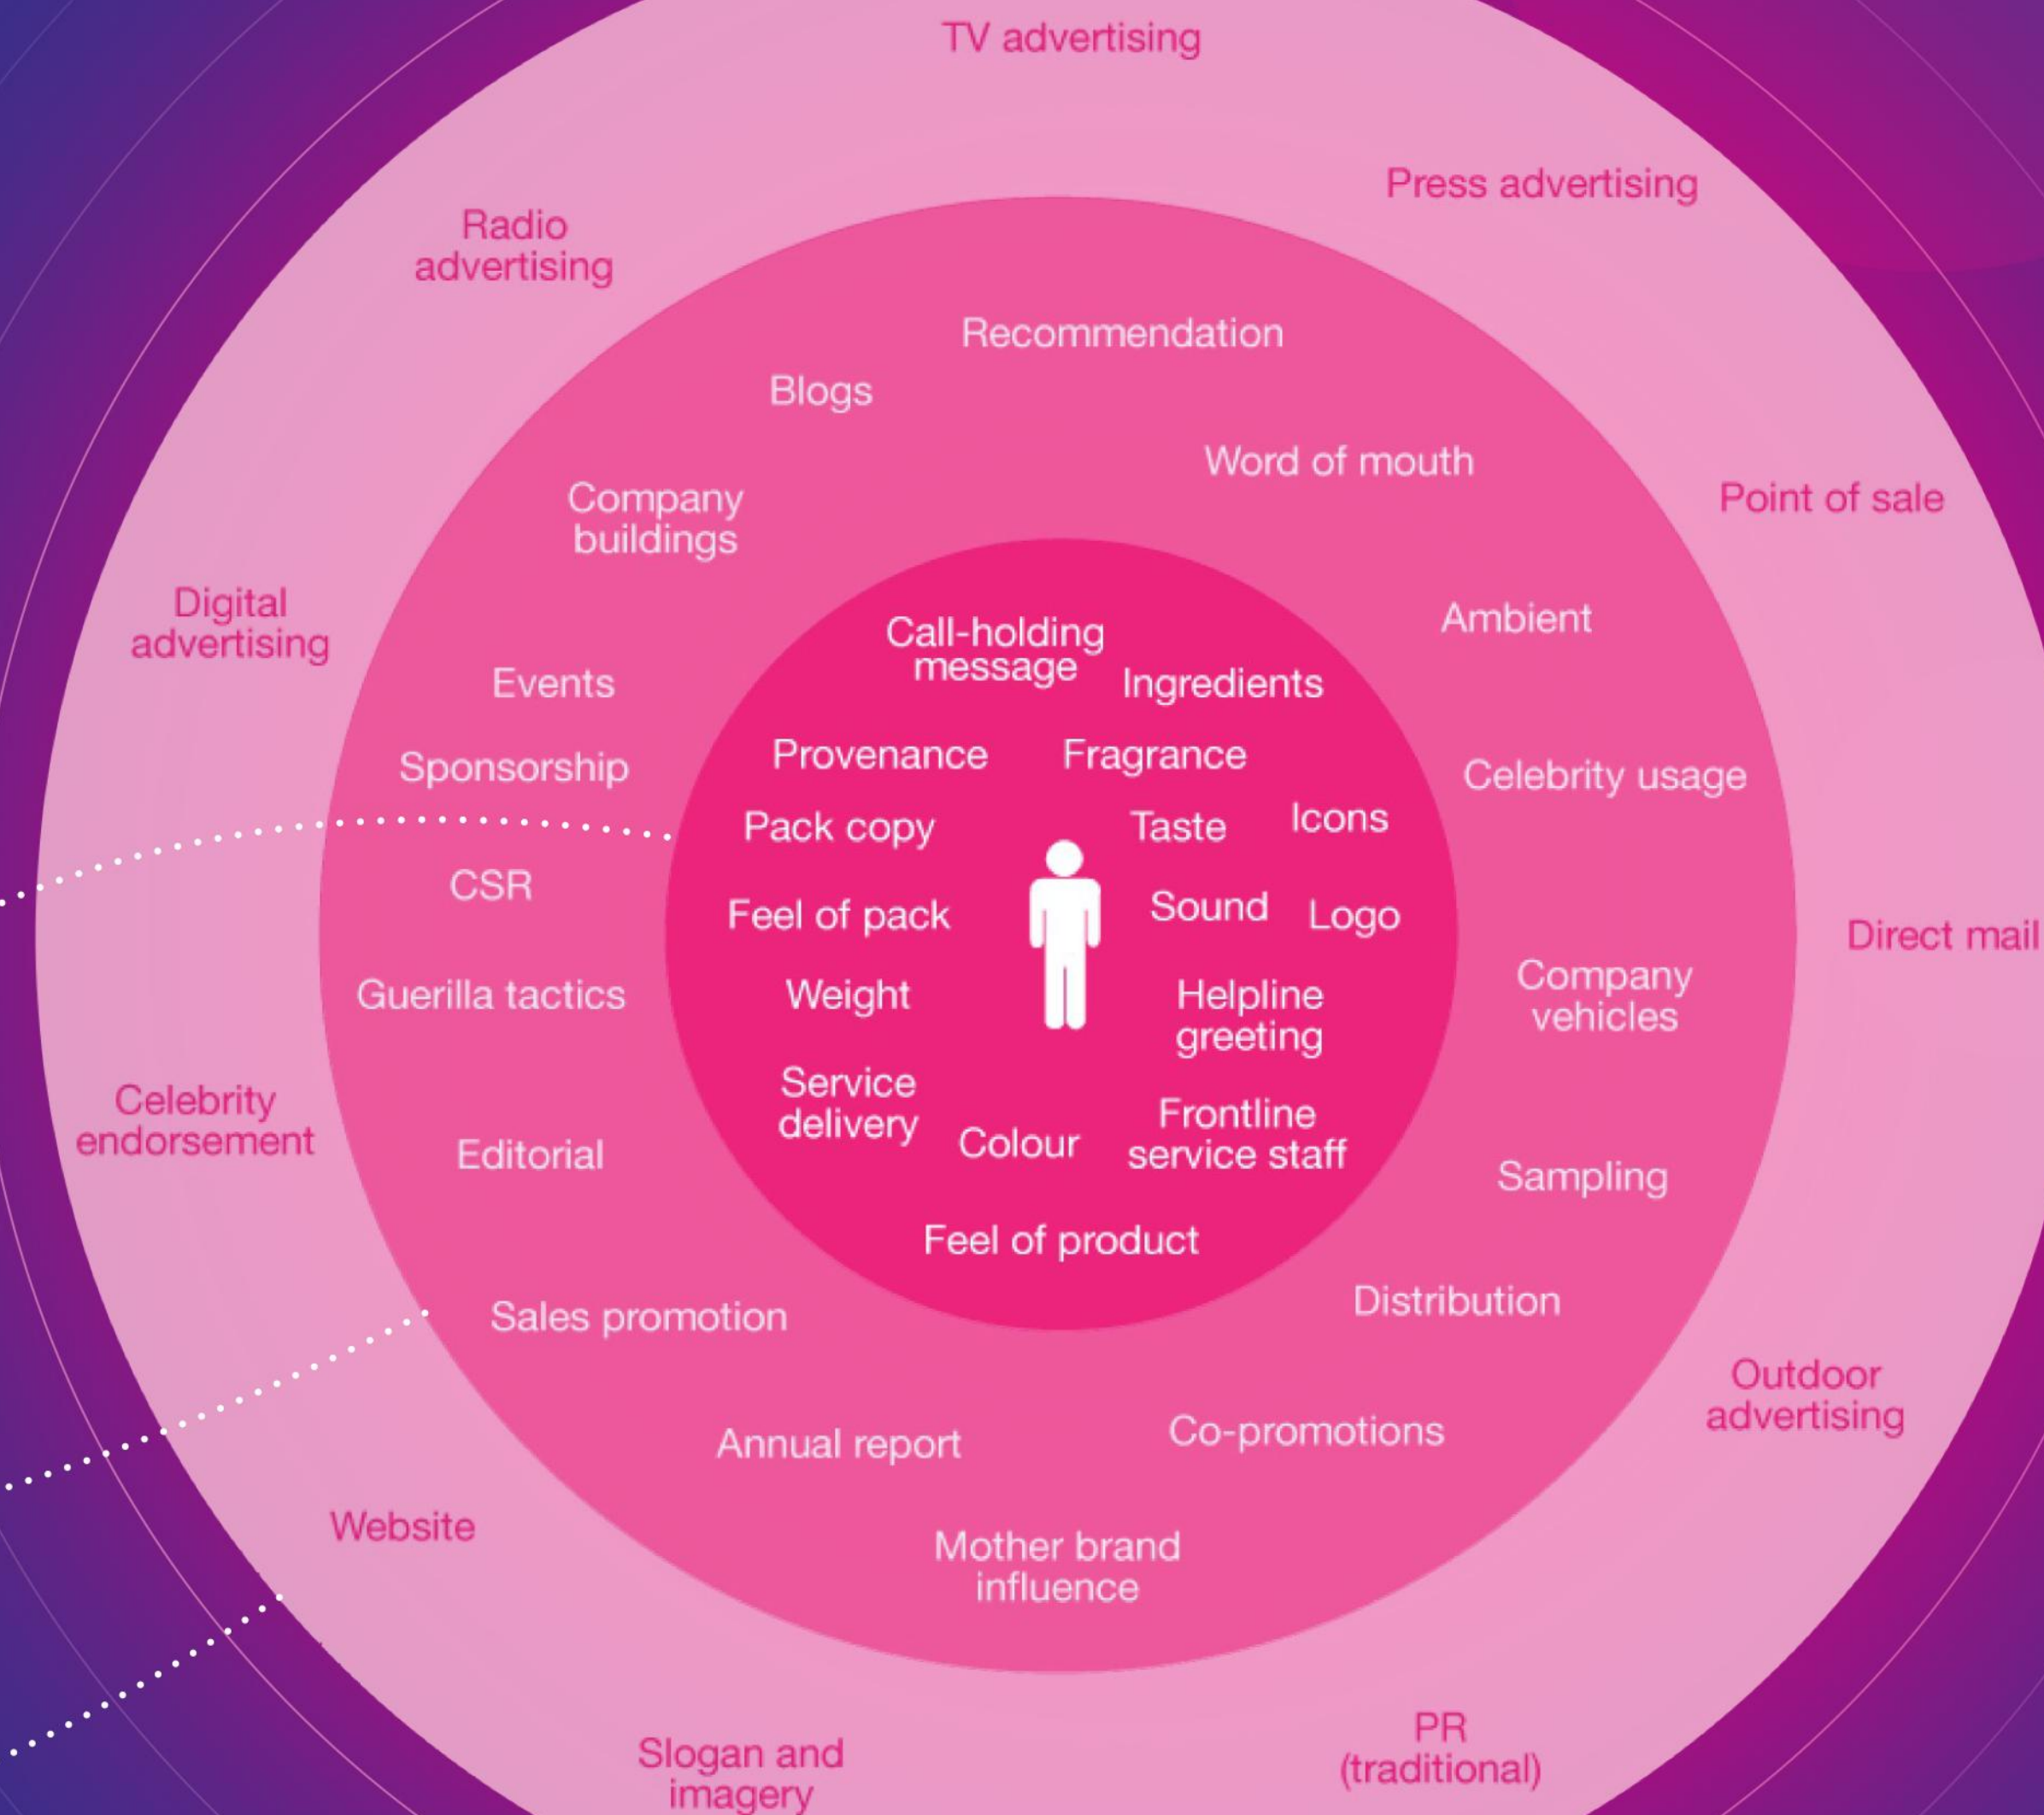 TV advertising
Press advertising
Radio
advertising
Recommendation
Blogs
Word of mouth
Company
buildings
Point of sale
Digital
advertising
Ambient
Call-holding
message
Ingredients
Events
Provenance
Fragrance
Sponsorship
Celebrity usage
Pack copy
Taste
Icons
CSR
Feel of pack
Sound
Logo
Direct mail
Guerilla tactics
Weight
Helpline
greeting
Company
vehicles
Celebrity
endorsement
Service
delivery
Frontline
service staff
Colour
Editorial
Sampling
Feel of product
Sales promotion
Distribution
Outdoor
advertising
Annual report
Co-promotions
Website
Mother brand
influence
Slogan and
imagery
PR
(traditional)